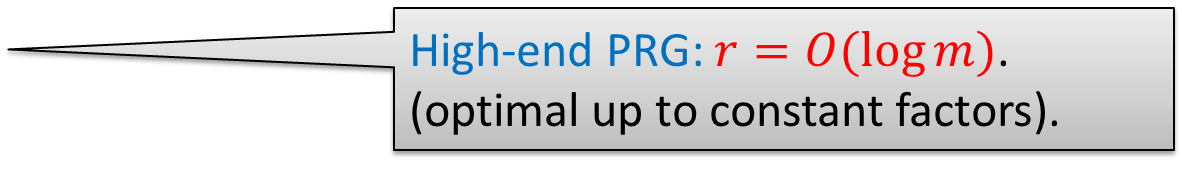 High-end PRG: r = O(log m).
(optimal up to constant factors).